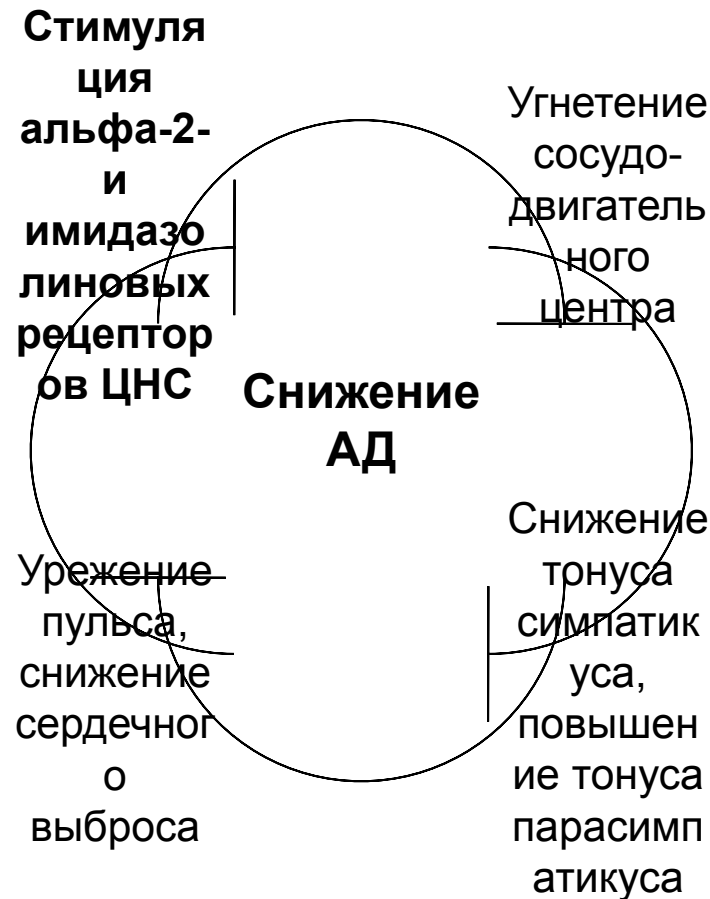 Стимуля
ция
альфа-2-
и
имидазо
линовых
рецептор
ов ЦНС
Угнетение
сосудо-
двигатель
ного
центра
Снижение
АД
Урежение
пульса,
снижение
сердечног
о
выброса
Снижение
тонуса
симпатик
уса,
повышен
ие тонуса
парасимп
атикуса